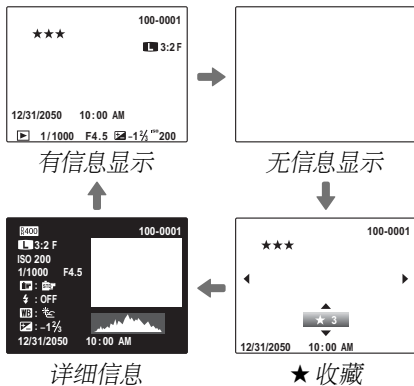 100-0001
★★★
L 3:2 F
12/31/2050 10:00 AM
1/1000 F4.5 -1⅔ ISO 200
有信息显示
无信息显示
400 100-0001
L 3:2 F
ISO 200
1/1000 F4.5
: OFF
WB :
: -1⅔
12/31/2050 10:00 AM
详细信息
100-0001
★★★
★ 3
12/31/2050 10:00 AM
★ 收藏